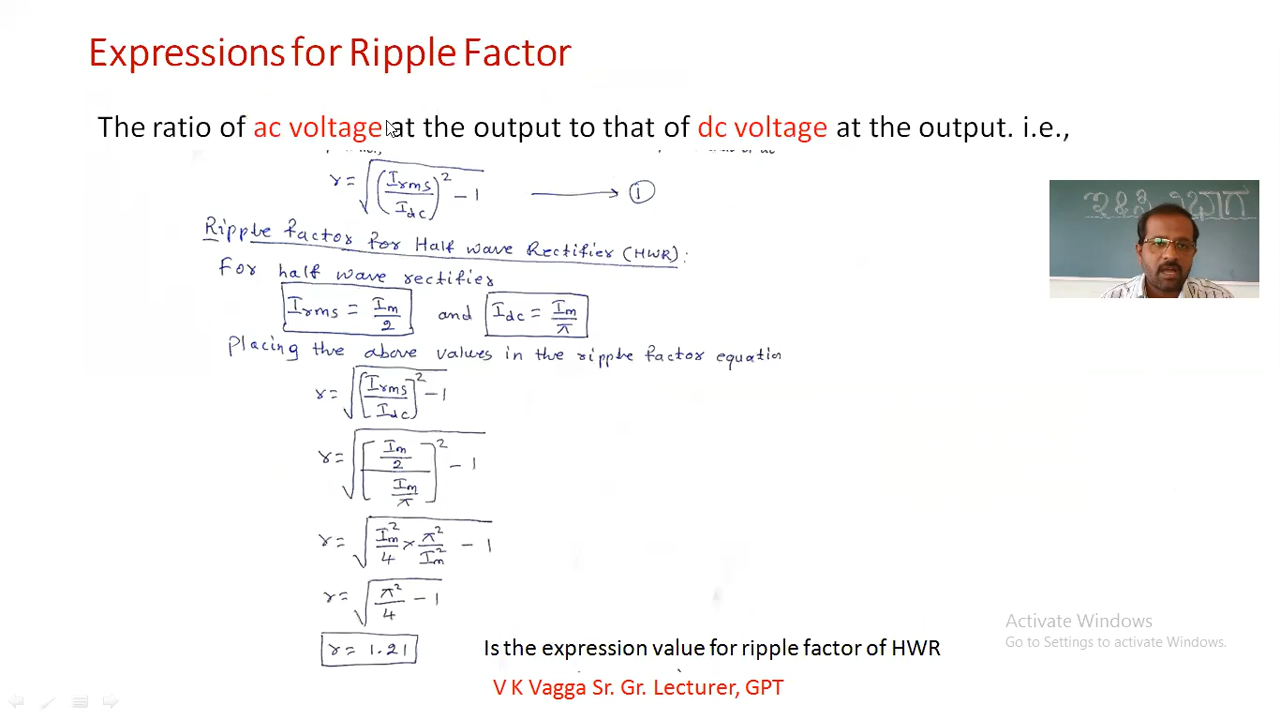 Expressions for Ripple Factor
The ratio of ac voltage at the output to that of dc voltage at the output. i.e.,
γ = √((Irms/Idc)² − 1) ⟶ ①
Ripple factor for Half wave Rectifier (HWR):
For half wave rectifier
Irms = Im/2 and Idc = Im/π
Placing the above values in the ripple factor equation
γ = √([Irms/Idc]² − 1)
γ = √([(Im/2)/(Im/π)]² − 1)
γ = √(Im²/4 × π²/Im² − 1)
γ = √(π²/4 − 1)
γ = 1.21 Is the expression value for ripple factor of HWR
V K Vagga Sr. Gr. Lecturer, GPT
ಇ&ಸಿ ವಿಭಾಗ
Activate Windows
Go to Settings to activate Windows.